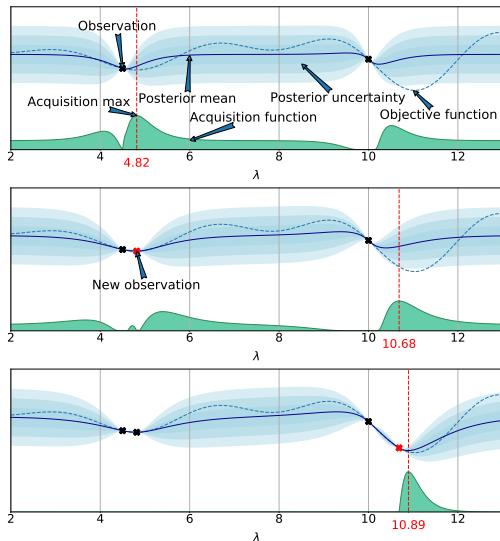 Observation
Acquisition max
Posterior mean
Posterior uncertainty
Objective function
Acquisition function
2 4 6 8 10 12
4.82
λ
New observation
2 4 6 8 10 12
10.68
λ
2 4 6 8 10 12
10.89
λ